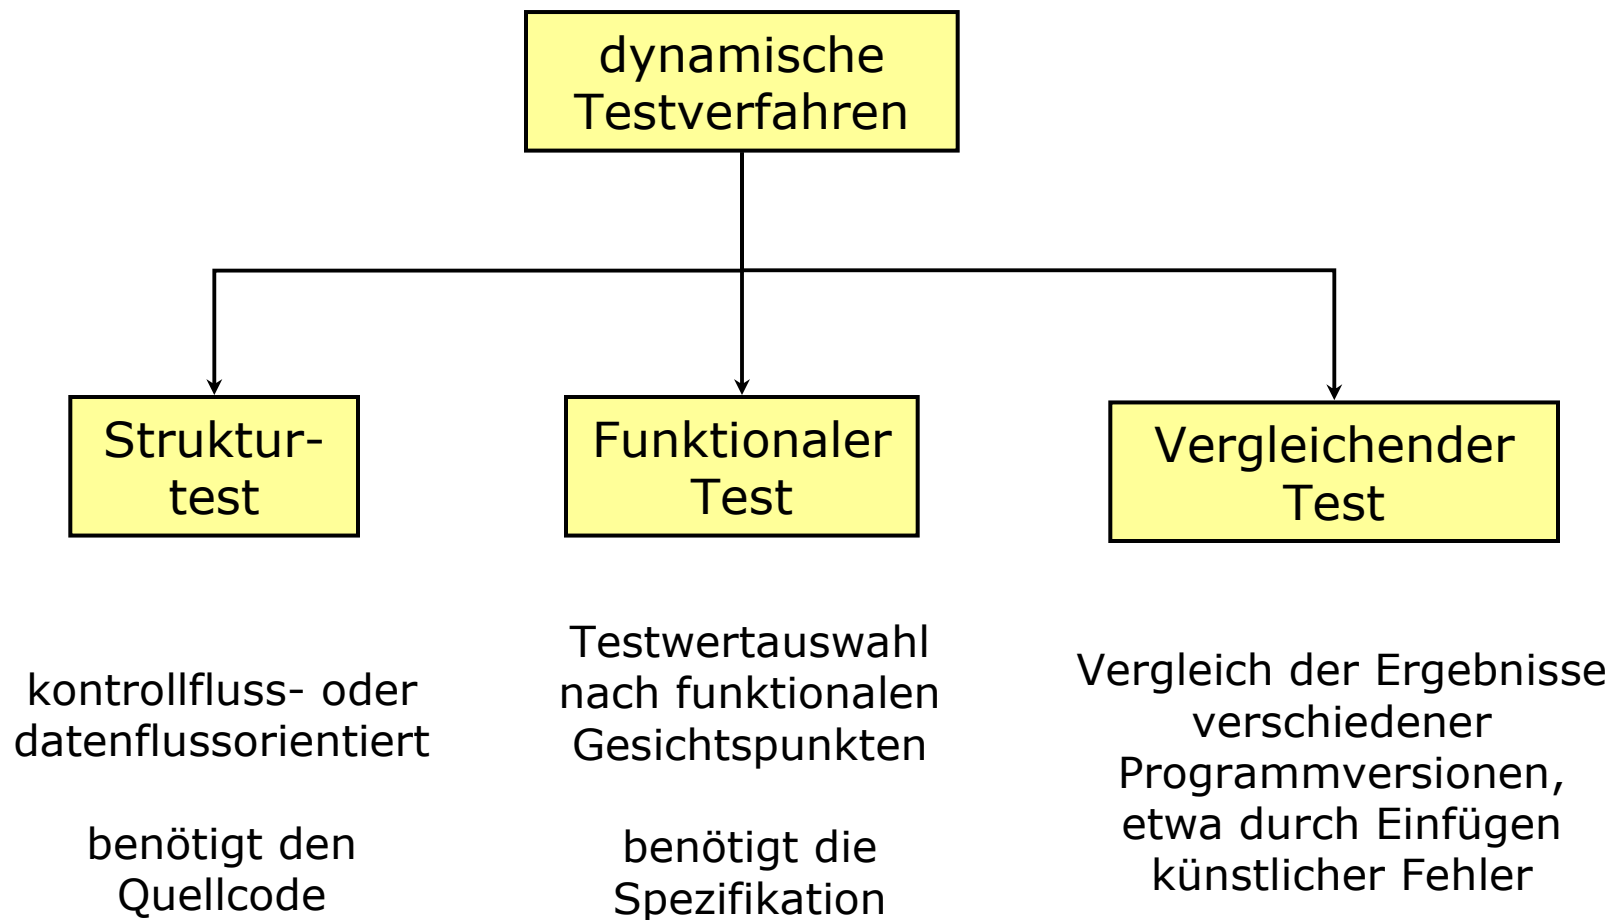 dynamische
Testverfahren
Struktur-
test
Funktionaler
Test
Vergleichender
Test
kontrollfluss- oder
datenflussorientiert
benötigt den
Quellcode
Testwertauswahl
nach funktionalen
Gesichtspunkten
benötigt die
Spezifikation
Vergleich der Ergebnisse
verschiedener
Programmversionen,
etwa durch Einfügen
künstlicher Fehler